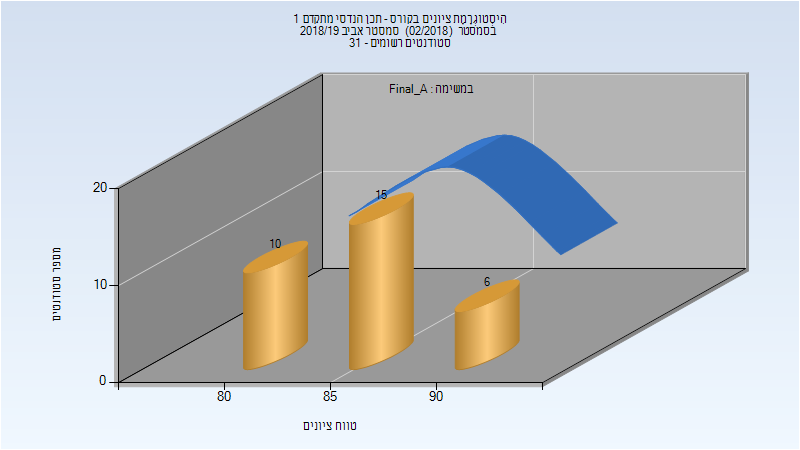 היסטוגרמת ציונים בקורס - תכן הנדסי מתקדם 1
בסמסטר (02/2018) סמסטר אביב 2018/19
סטודנטים רשומים - 31
במשימה : Final_A
20
10
0
15
10
6
80
85
90
מספר סטודנטים
טווח ציונים